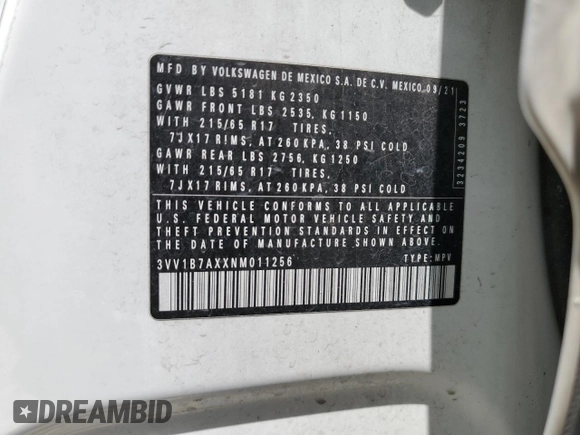 MFD BY VOLKSWAGEN DE MEXICO S.A. DE C.V. MEXICO 09/21
GVWR LBS 5181 KG 2350
GAWR FRONT LBS 2535, KG 1150
WITH 215/65 R17 TIRES,
7JX17 RIMS, AT 260 KPA, 38 PSI COLD
GAWR REAR LBS 2756, KG 1250
WITH 215/65 R17 TIRES,
7JX17 RIMS, AT 260 KPA, 38 PSI COLD
THIS VEHICLE CONFORMS TO ALL APPLICABLE
U.S. FEDERAL MOTOR VEHICLE SAFETY AND
THEFT PREVENTION STANDARDS IN EFFECT ON
THE DATE OF MANUFACTURE SHOWN ABOVE.
3VV1B7AXXNM011256 TYPE: MPV
3234209 3723
DREAMBID